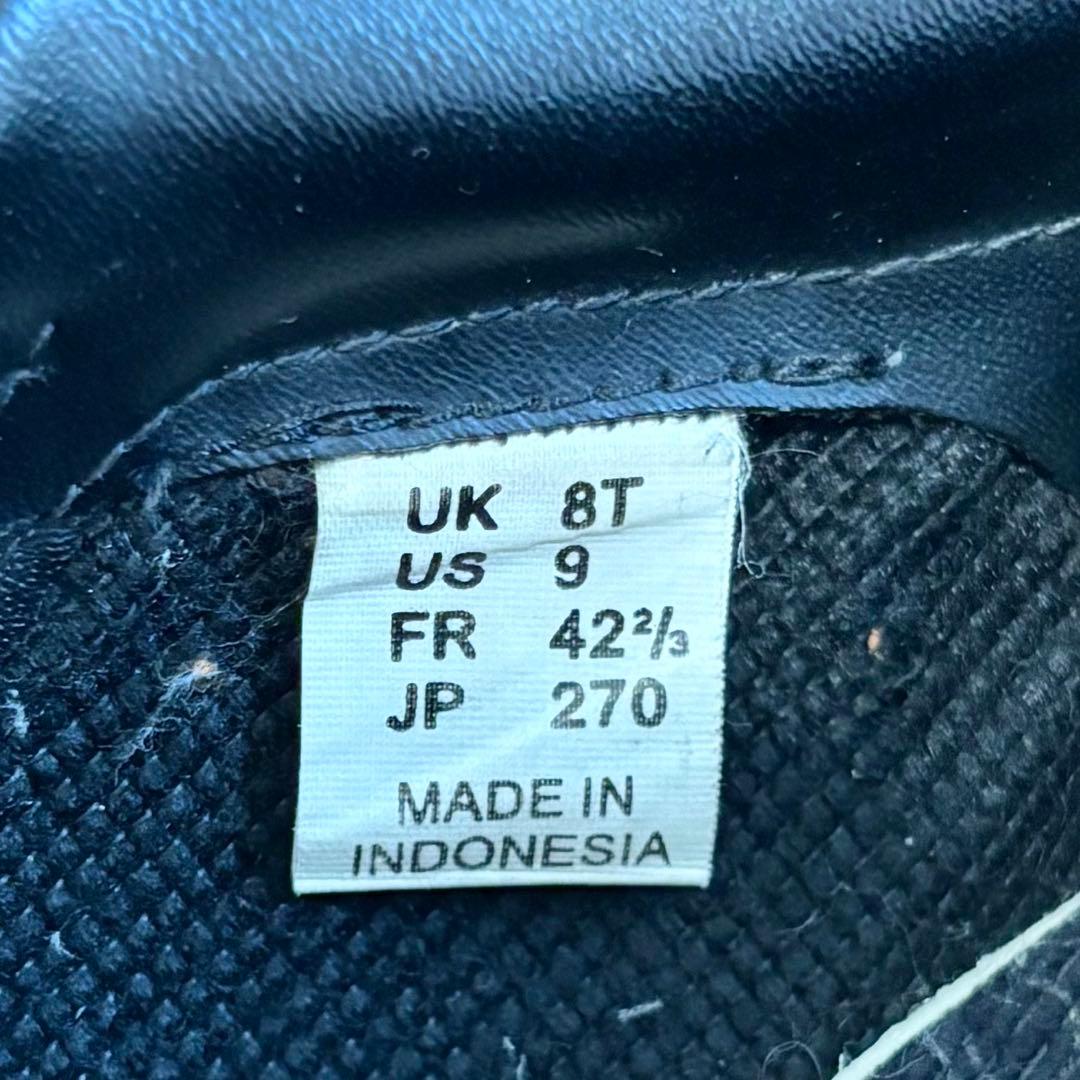 UK 8T
US 9
FR 42⅔
JP 270
MADE IN
INDONESIA